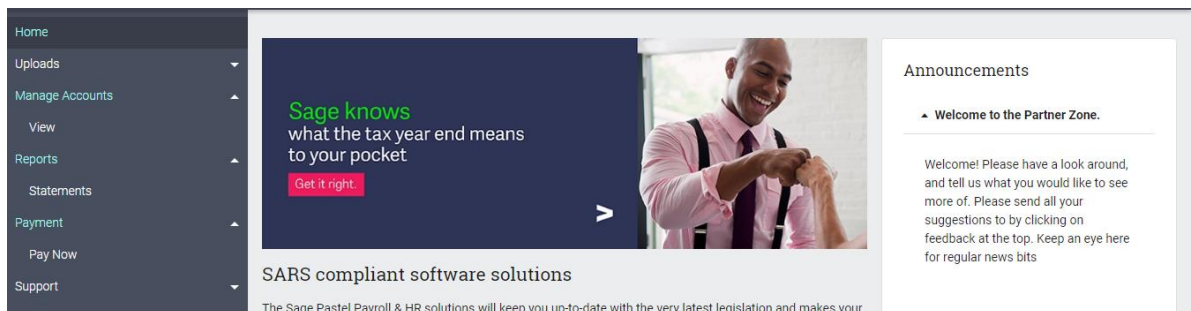 Home
Uploads
Manage Accounts
View
Reports
Statements
Payment
Pay Now
Support
Sage knows
what the tax year end means
to your pocket
Get it right.
>
SARS compliant software solutions
The Sage Pastel Payroll & HR solutions will keep you up-to-date with the very latest legislation and makes your
Announcements
Welcome to the Partner Zone.
Welcome! Please have a look around,
and tell us what you would like to see
more of. Please send all your
suggestions to by clicking on
feedback at the top. Keep an eye here
for regular news bits